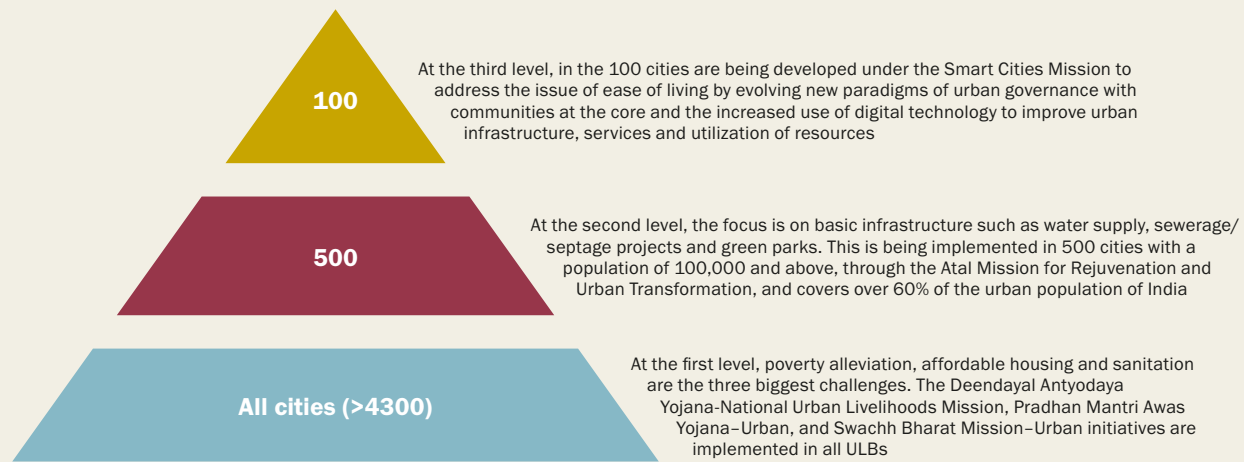 100
At the third level, in the 100 cities are being developed under the Smart Cities Mission to
address the issue of ease of living by evolving new paradigms of urban governance with
communities at the core and the increased use of digital technology to improve urban
infrastructure, services and utilization of resources
500
At the second level, the focus is on basic infrastructure such as water supply, sewerage/
septage projects and green parks. This is being implemented in 500 cities with a
population of 100,000 and above, through the Atal Mission for Rejuvenation and
Urban Transformation, and covers over 60% of the urban population of India
All cities (>4300)
At the first level, poverty alleviation, affordable housing and sanitation
are the three biggest challenges. The Deendayal Antyodaya
Yojana-National Urban Livelihoods Mission, Pradhan Mantri Awas
Yojana–Urban, and Swachh Bharat Mission–Urban initiatives are
implemented in all ULBs